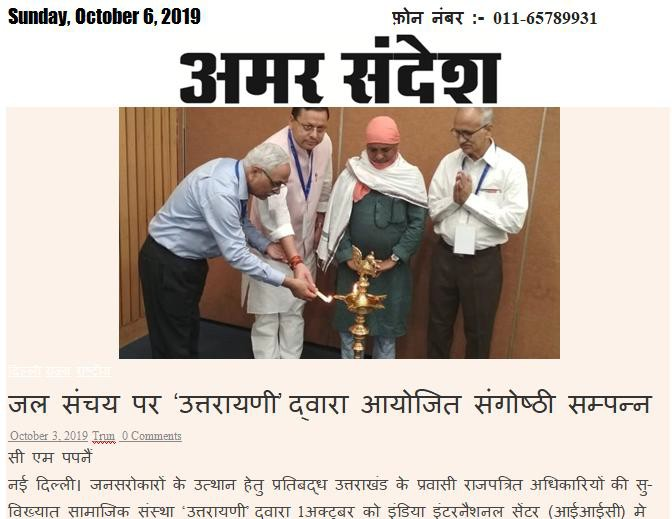 Sunday, October 6, 2019 फ़ोन नंबर :- 011-65789931
अमर संदेश
दिल्ली राज्य राष्ट्रीय
जल संचय पर ‘उत्तरायणी’ द्वारा आयोजित संगोष्ठी सम्पन्न
October 3, 2019 Trun 0 Comments
सी एम पपनैं
नई दिल्ली। जनसरोकारों के उत्थान हेतु प्रतिबद्ध उत्तराखंड के प्रवासी राजपत्रित अधिकारियों की सु-
विख्यात सामाजिक संस्था ‘उत्तरायणी’ द्वारा 1अक्टूबर को इंडिया इंटरनैशनल सेंटर (आईआईसी) मे